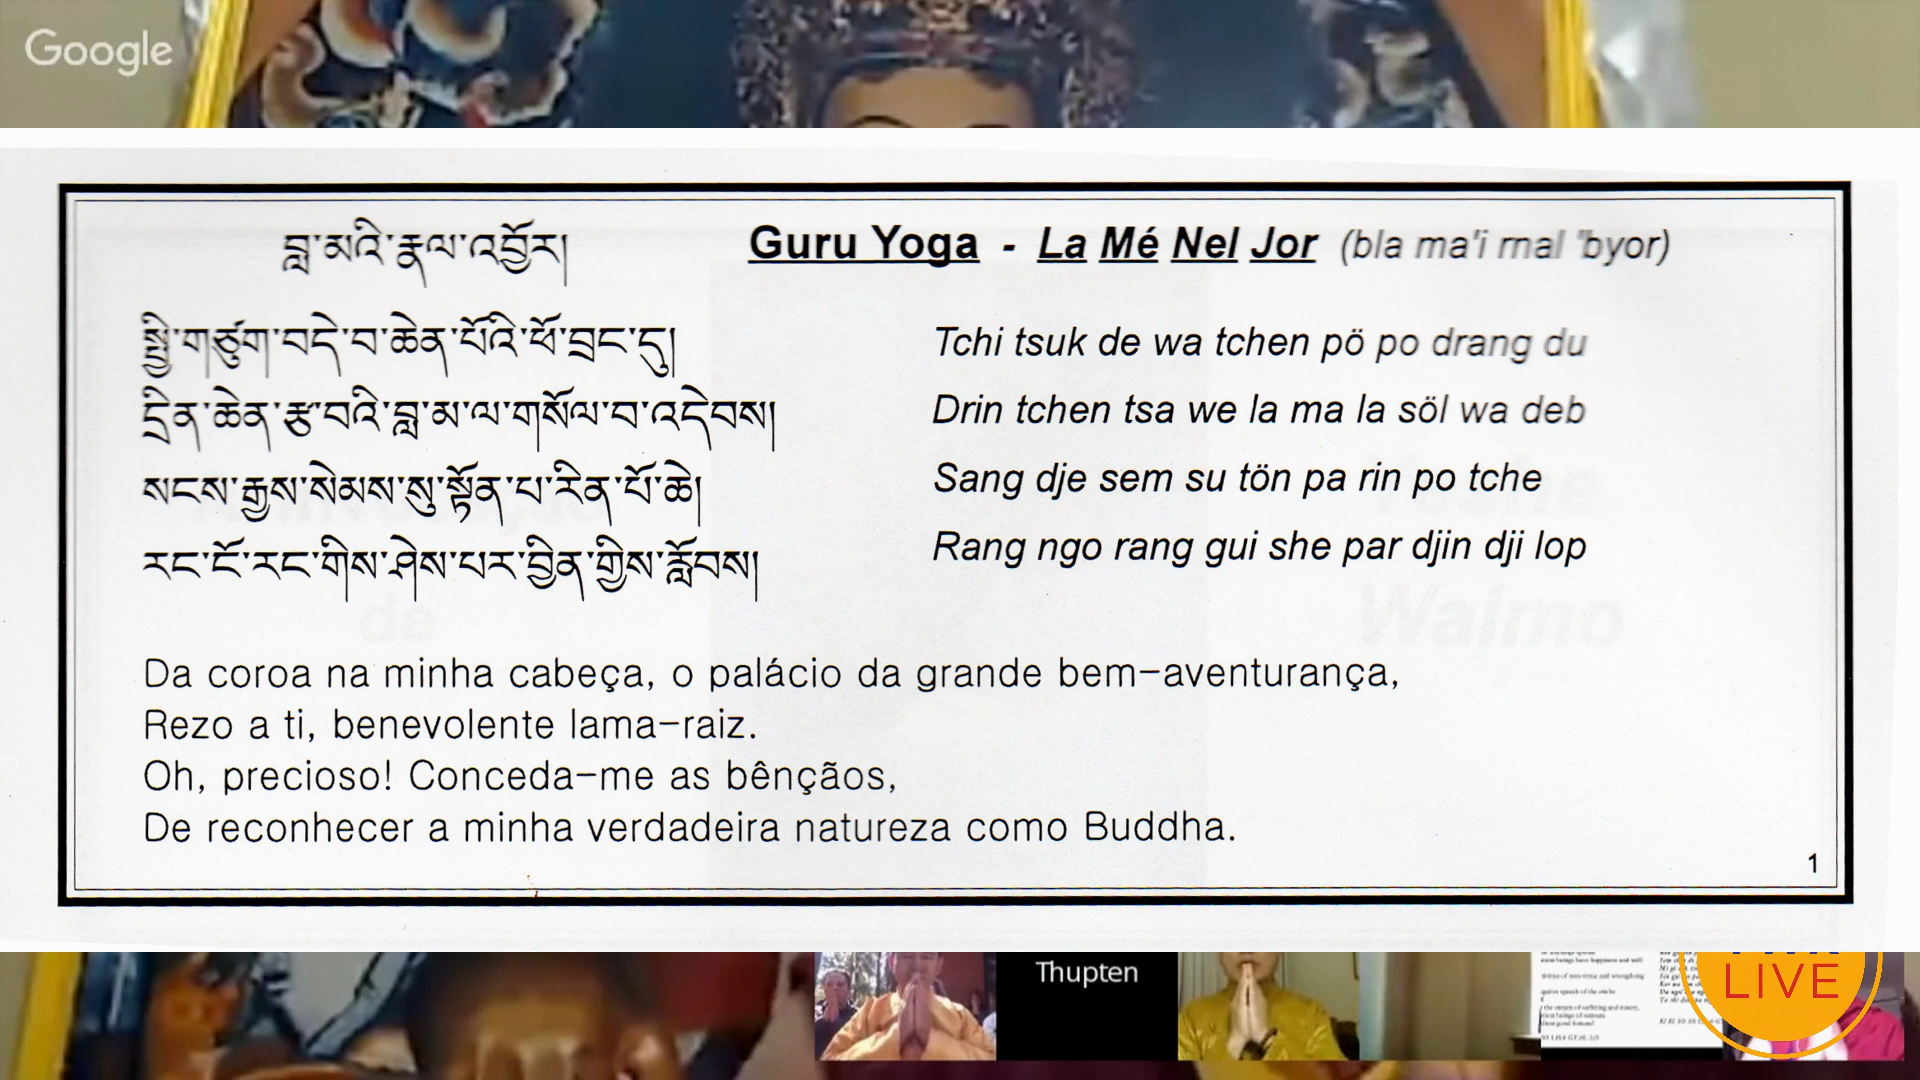 Google
བླ་མའི་རྣལ་འབྱོར།
Guru Yoga - La Mé Nel Jor (bla ma'i rnal 'byor)
སྤྱི་གཙུག་བདེ་བ་ཆེན་པོའི་ཕོ་བྲང་དུ།
Tchi tsuk de wa tchen pö po drang du
དྲིན་ཆེན་རྩ་བའི་བླ་མ་ལ་གསོལ་བ་འདེབས།
Drin tchen tsa we la ma la söl wa deb
སངས་རྒྱས་སེམས་སུ་སྟོན་པ་རིན་པོ་ཆེ།
Sang dje sem su tön pa rin po tche
རང་ངོ་རང་གིས་ཤེས་པར་བྱིན་གྱིས་རློབས།
Rang ngo rang gui she par djin dji lop
Da coroa na minha cabeça, o palácio da grande bem-aventurança,
Rezo a ti, benevolente lama-raiz.
Oh, precioso! Conceda-me as bênçãos,
De reconhecer a minha verdadeira natureza como Buddha.
1
Thupten
LIVE